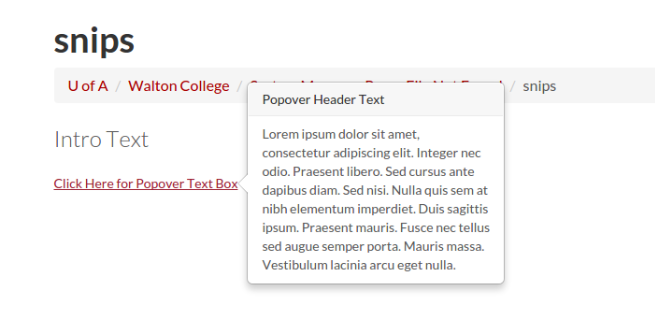 snips
U of A / Walton College / / snips
Popover Header Text
Intro Text
Lorem ipsum dolor sit amet,
consectetur adipiscing elit. Integer nec
odio. Praesent libero. Sed cursus ante
Click Here for Popover Text Box
dapibus diam. Sed nisi. Nulla quis sem at
nibh elementum imperdiet. Duis sagittis
ipsum. Praesent mauris. Fusce nec tellus
sed augue semper porta. Mauris massa.
Vestibulum lacinia arcu eget nulla.